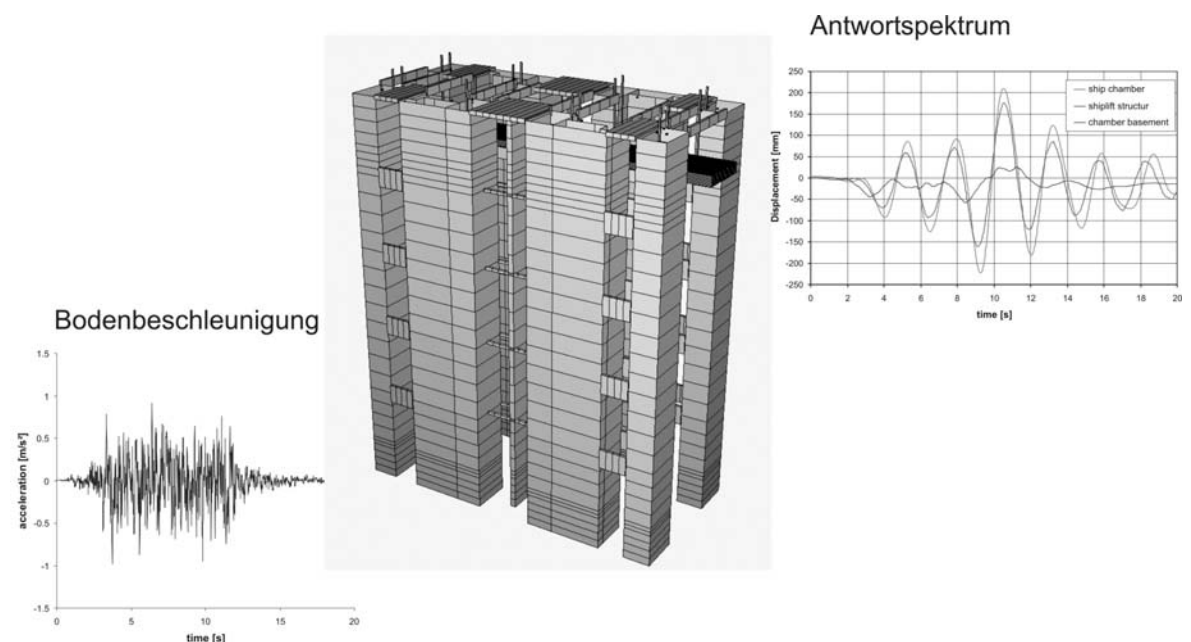 Antwortspektrum
250
200
150
100
50
0
-50
-100
-150
-200
-250
Displacement [mm]
ship chamber
shiplift structur
chamber basement
0 2 4 6 8 10 12 14 16 18 20
time [s]
Bodenbeschleunigung
1.5
1
0.5
0
-0.5
-1
-1.5
acceleration [m/s²]
0 5 10 15 20
time [s]